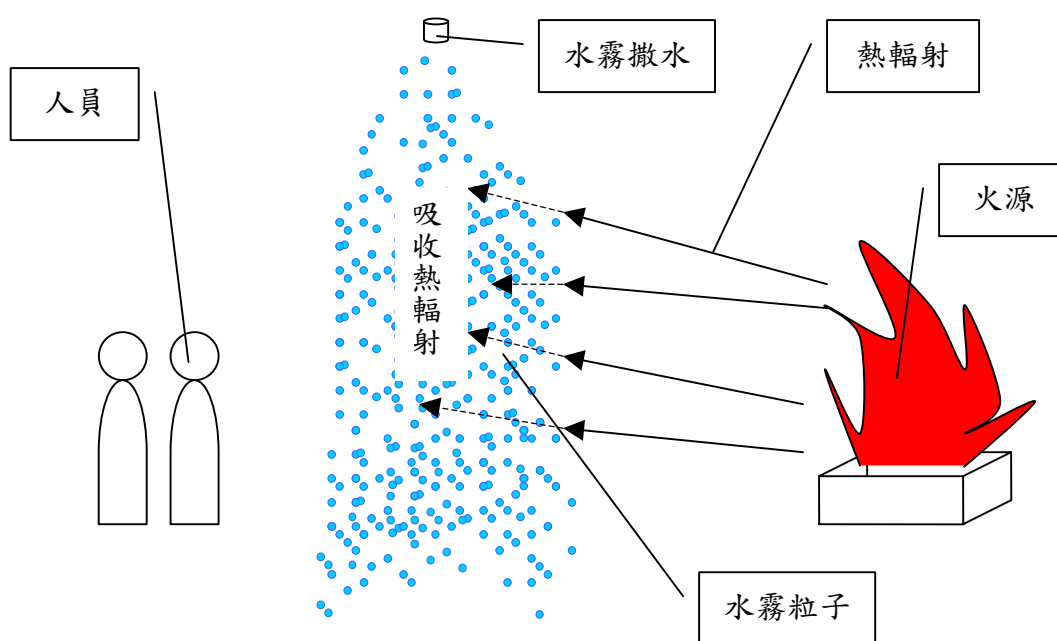 水霧撒水
熱輻射
人員
火源
吸收熱輻射
水霧粒子